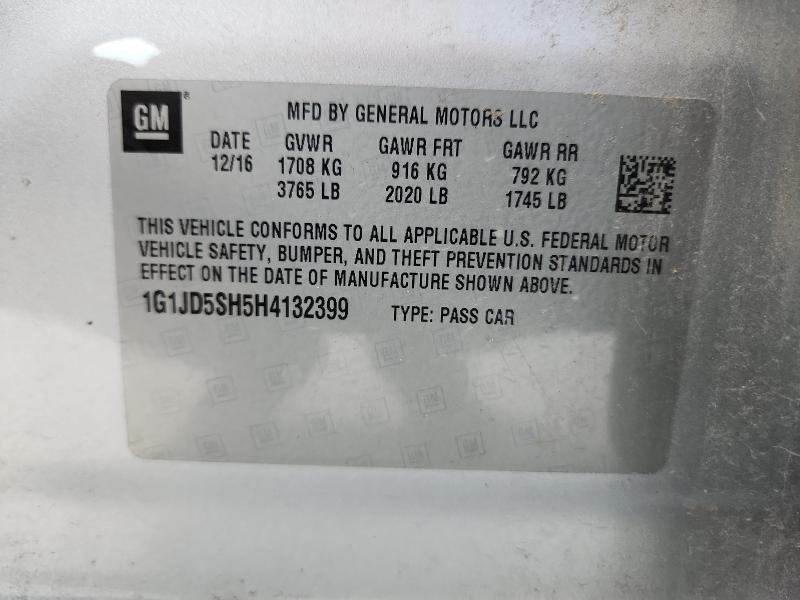 GM ®
MFD BY GENERAL MOTORS LLC
DATE GVWR GAWR FRT GAWR RR
12/16 1708 KG 916 KG 792 KG
3765 LB 2020 LB 1745 LB
THIS VEHICLE CONFORMS TO ALL APPLICABLE U.S. FEDERAL MOTOR
VEHICLE SAFETY, BUMPER, AND THEFT PREVENTION STANDARDS IN
EFFECT ON THE DATE OF MANUFACTURE SHOWN ABOVE.
1G1JD5SH5H4132399 TYPE: PASS CAR